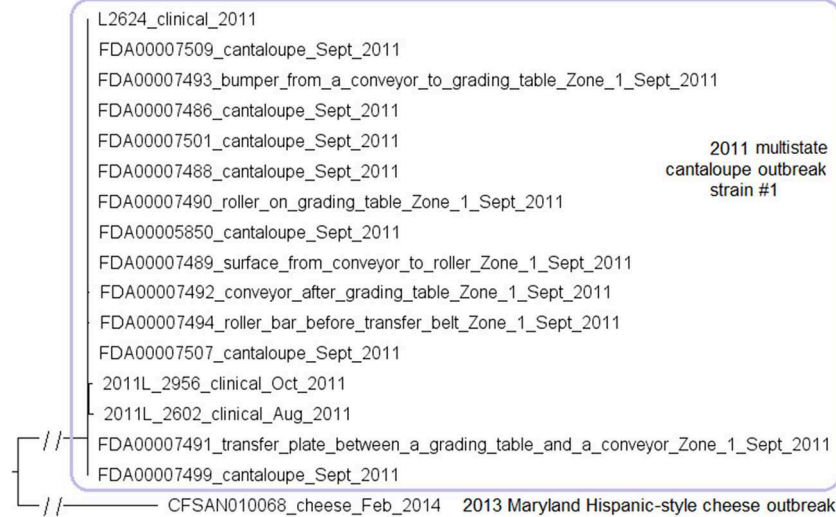 L2624_clinical_2011
FDA00007509_cantaloupe_Sept_2011
FDA00007493_bumper_from_a_conveyor_to_grading_table_Zone_1_Sept_2011
FDA00007486_cantaloupe_Sept_2011
FDA00007501_cantaloupe_Sept_2011
FDA00007488_cantaloupe_Sept_2011
FDA00007490_roller_on_grading_table_Zone_1_Sept_2011
FDA00005850_cantaloupe_Sept_2011
FDA00007489_surface_from_conveyor_to_roller_Zone_1_Sept_2011
FDA00007492_conveyor_after_grading_table_Zone_1_Sept_2011
FDA00007494_roller_bar_before_transfer_belt_Zone_1_Sept_2011
FDA00007507_cantaloupe_Sept_2011
2011L_2956_clinical_Oct_2011
2011L_2602_clinical_Aug_2011
FDA00007491_transfer_plate_between_a_grading_table_and_a_conveyor_Zone_1_Sept_2011
FDA00007499_cantaloupe_Sept_2011
CFSAN010068_cheese_Feb_2014 2013 Maryland Hispanic-style cheese outbreak
2011 multistate
cantaloupe outbreak
strain #1